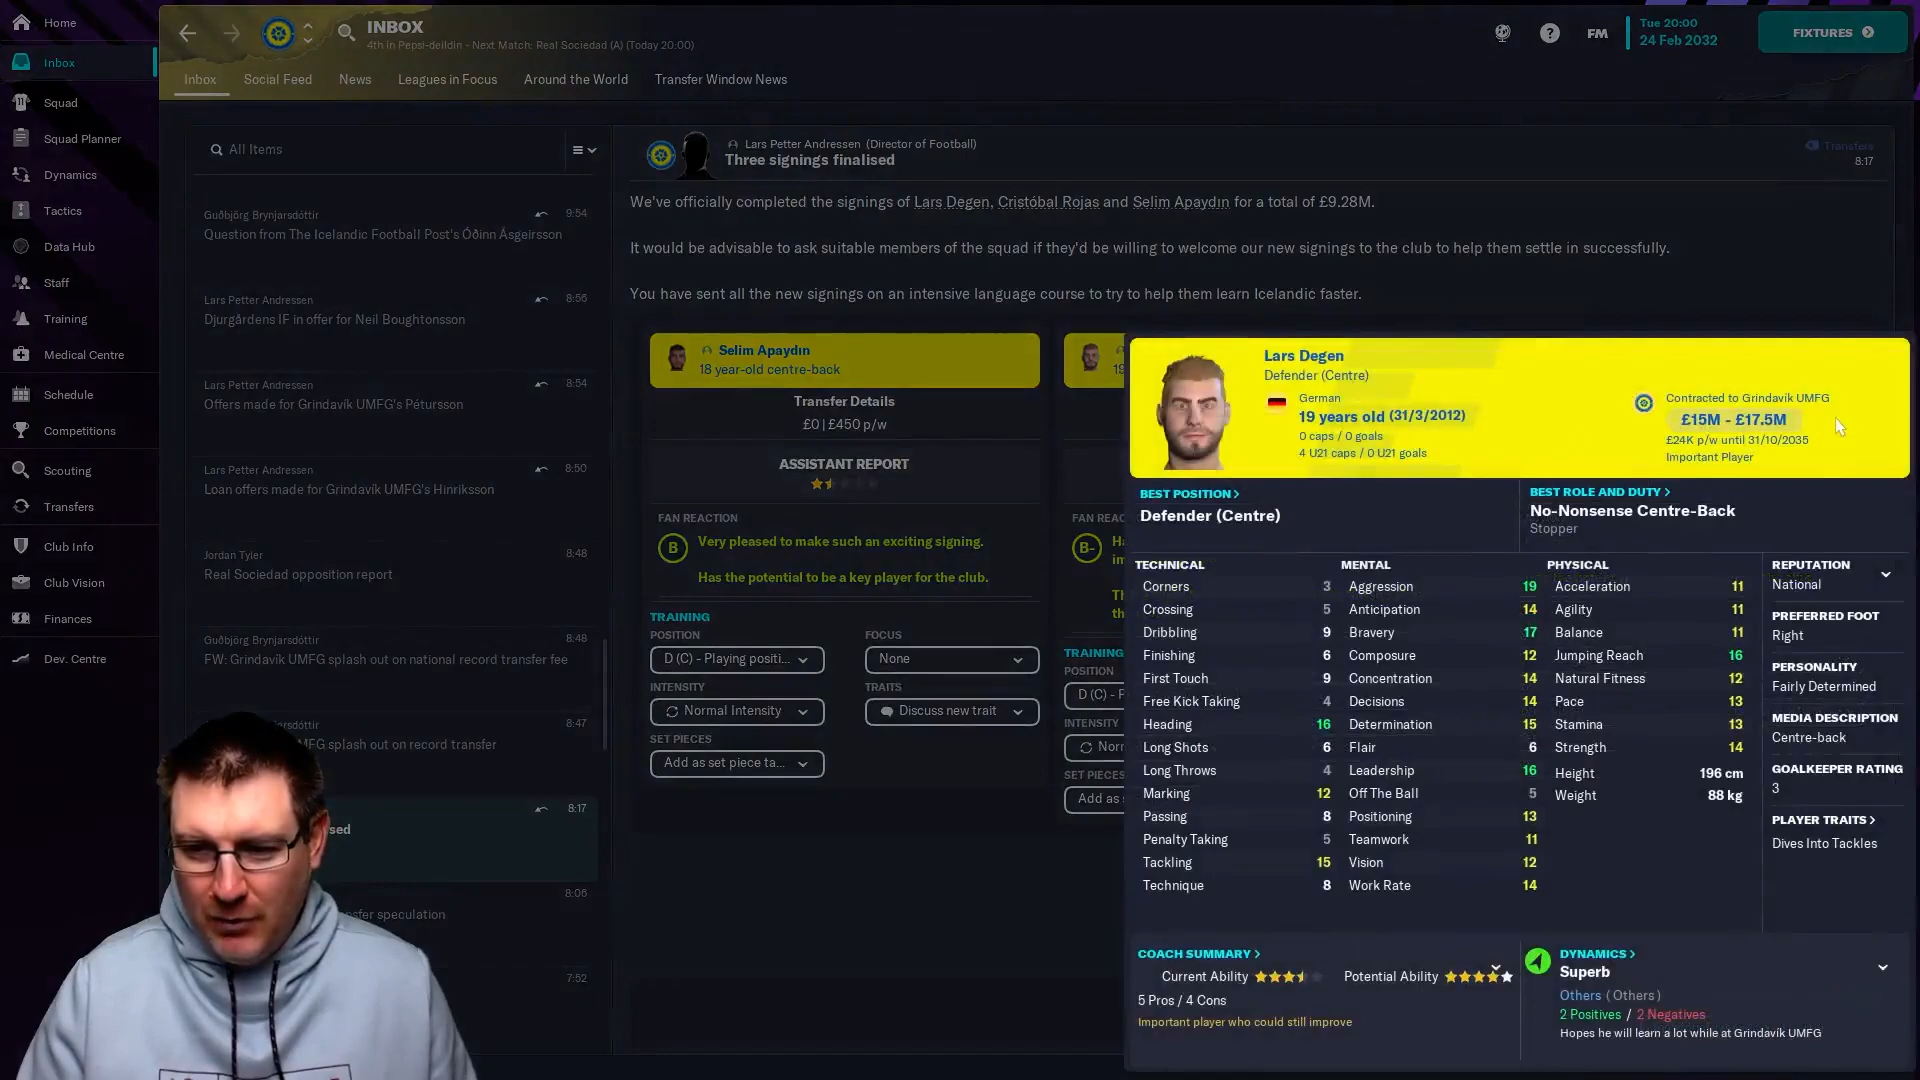 Home
Inbox
Squad
Squad Planner
Dynamics
Tactics
Data Hub
Staff
Training
Medical Centre
Schedule
Competitions
Scouting
Transfers
Club Info
Club Vision
Finances
Dev. Centre
INBOX
4th in Pepsi-deildin - Next Match: Real Sociedad (A) (Today 20:00)
FM
Tue 20:00
24 Feb 2032
FIXTURES
Inbox
Social Feed
News
Leagues in Focus
Around the World
Transfer Window News
All Items
Guðbjörg Brynjarsdóttir 9:54
Question from The Icelandic Football Post's Óðinn Ásgeirsson
Lars Petter Andressen 8:56
Djurgårdens IF in offer for Neil Boughtonsson
Lars Petter Andressen 8:54
Offers made for Grindavík UMFG's Pétursson
Lars Petter Andressen 8:50
Loan offers made for Grindavík UMFG's Hinriksson
Jordan Tyler 8:48
Real Sociedad opposition report
Guðbjörg Brynjarsdóttir 8:48
FW: Grindavík UMFG splash out on national record transfer fee
8:47
MFG splash out on record transfer
8:17
8:06
7:52
Lars Petter Andressen (Director of Football)
Three signings finalised
Transfers
8:17
We've officially completed the signings of Lars Degen, Cristóbal Rojas and Selim Apaydın for a total of £9.28M.
It would be advisable to ask suitable members of the squad if they'd be willing to welcome our new signings to the club to help them settle in successfully.
You have sent all the new signings on an intensive language course to try to help them learn Icelandic faster.
Selim Apaydın
18 year-old centre-back
Transfer Details
£0 | £450 p/w
ASSISTANT REPORT
FAN REACTION
B
Very pleased to make such an exciting signing.
Has the potential to be a key player for the club.
TRAINING
POSITION FOCUS
D (C) - Playing positi... None
INTENSITY TRAITS
Normal Intensity Discuss new trait
SET PIECES
Add as set piece ta...
FAN REAC
B-
TRAINING
POSITION
D (C) - P
INTENSITY
SET PIECES
Add as
Lars Degen
Defender (Centre)
German
19 years old (31/3/2012)
0 caps / 0 goals
4 U21 caps / 0 U21 goals
Contracted to Grindavík UMFG
£15M - £17.5M
£24K p/w until 31/10/2035
Important Player
BEST POSITION
Defender (Centre)
BEST ROLE AND DUTY
No-Nonsense Centre-Back
Stopper
TECHNICAL MENTAL PHYSICAL
Corners 3 Aggression 19 Acceleration 11
Crossing 5 Anticipation 14 Agility 11
Dribbling 9 Bravery 17 Balance 11
Finishing 6 Composure 12 Jumping Reach 16
First Touch 9 Concentration 14 Natural Fitness 12
Free Kick Taking 4 Decisions 14 Pace 13
Heading 16 Determination 15 Stamina 13
Long Shots 6 Flair 6 Strength 14
Long Throws 4 Leadership 16 Height 196 cm
Marking 12 Off The Ball 5 Weight 88 kg
Passing 8 Positioning 13
Penalty Taking 5 Teamwork 11
Tackling 15 Vision 12
Technique 8 Work Rate 14
REPUTATION
National
PREFERRED FOOT
Right
PERSONALITY
Fairly Determined
MEDIA DESCRIPTION
Centre-back
GOALKEEPER RATING
3
PLAYER TRAITS
Dives Into Tackles
COACH SUMMARY
Current Ability Potential Ability
5 Pros / 4 Cons
Important player who could still improve
DYNAMICS
Superb
Others (Others)
2 Positives / 2 Negatives
Hopes he will learn a lot while at Grindavík UMFG